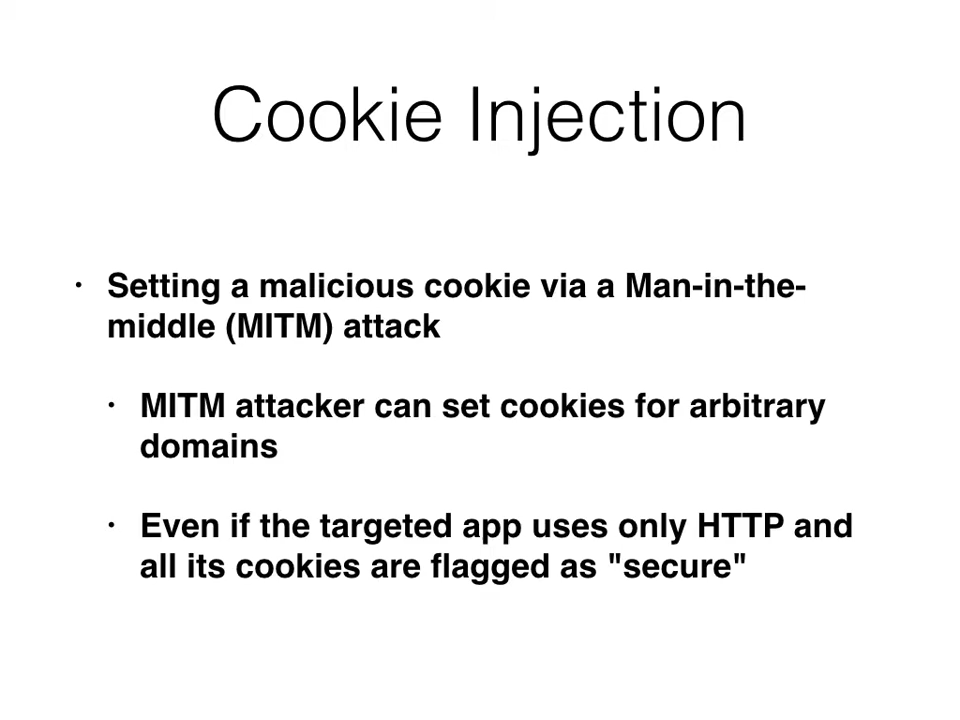 Cookie Injection
• Setting a malicious cookie via a Man-in-the-
middle (MITM) attack
• MITM attacker can set cookies for arbitrary
domains
• Even if the targeted app uses only HTTP and
all its cookies are flagged as "secure"